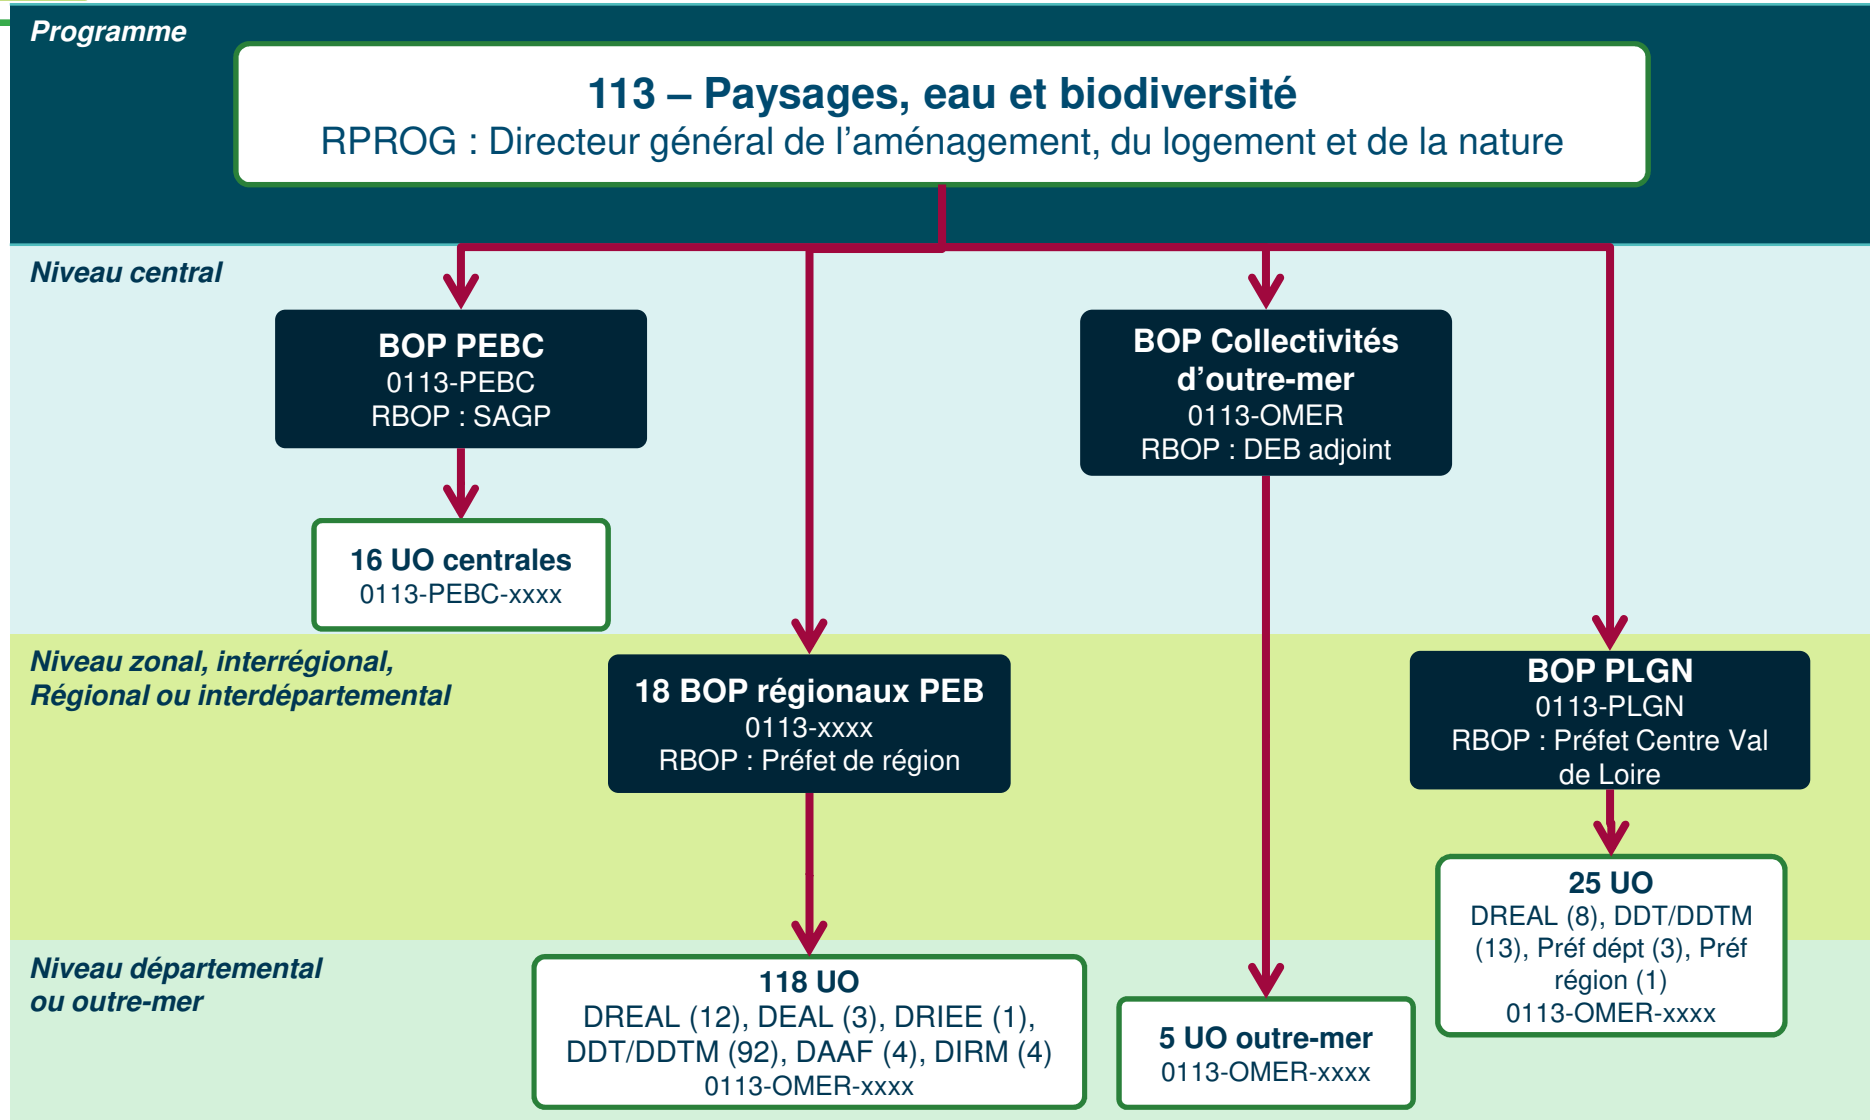 Programme
113 – Paysages, eau et biodiversité
RPROG : Directeur général de l’aménagement, du logement et de la nature
Niveau central
BOP PEBC
0113-PEBC
RBOP : SAGP
BOP Collectivités
d’outre-mer
0113-OMER
RBOP : DEB adjoint
16 UO centrales
0113-PEBC-xxxx
Niveau zonal, interrégional,
Régional ou interdépartemental
18 BOP régionaux PEB
0113-xxxx
RBOP : Préfet de région
BOP PLGN
0113-PLGN
RBOP : Préfet Centre Val
de Loire
25 UO
DREAL (8), DDT/DDTM
(13), Préf dépt (3), Préf
région (1)
0113-OMER-xxxx
Niveau départemental
ou outre-mer
118 UO
DREAL (12), DEAL (3), DRIEE (1),
DDT/DDTM (92), DAAF (4), DIRM (4)
0113-OMER-xxxx
5 UO outre-mer
0113-OMER-xxxx